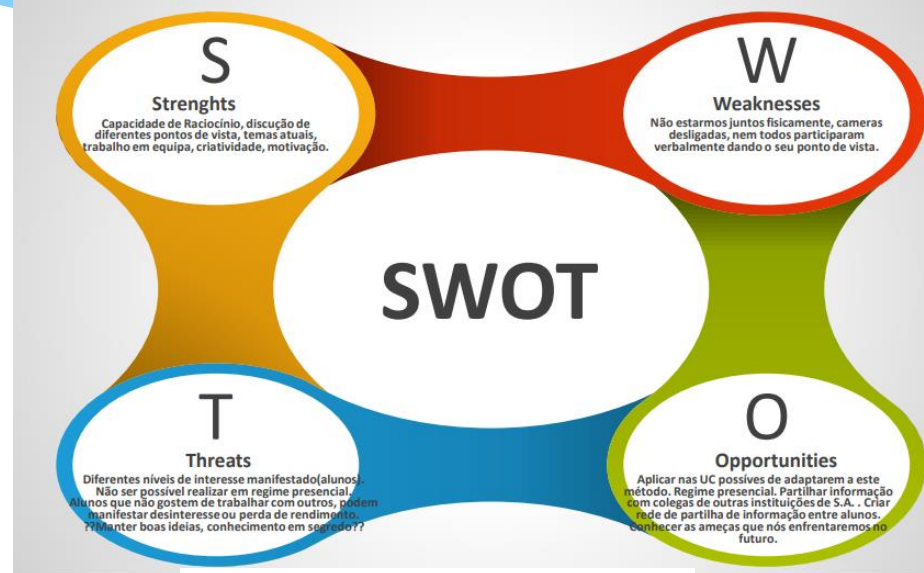 S
Strenghts
Capacidade de Raciocínio, discução de
diferentes pontos de vista, temas atuais,
trabalho em equipa, criatividade, motivação.
W
Weaknesses
Não estarmos juntos fisicamente, cameras
desligadas, nem todos participaram
verbalmente dando o seu ponto de vista.
SWOT
T
Threats
Diferentes níveis de interesse manifestado(alunos).
Não ser possível realizar em regime presencial.
Alunos que não gostem de trabalhar com outros, podem
manifestar desinteresse ou perda de rendimento.
??Manter boas ideias, conhecimento em segredo??
O
Opportunities
Aplicar nas UC possíves de adaptarem a este
método. Regime presencial. Partilhar informação
com colegas de outras instituições de S.A. . Criar
rede de partilha de informação entre alunos.
Conhecer as ameças que nós enfrentaremos no
futuro.